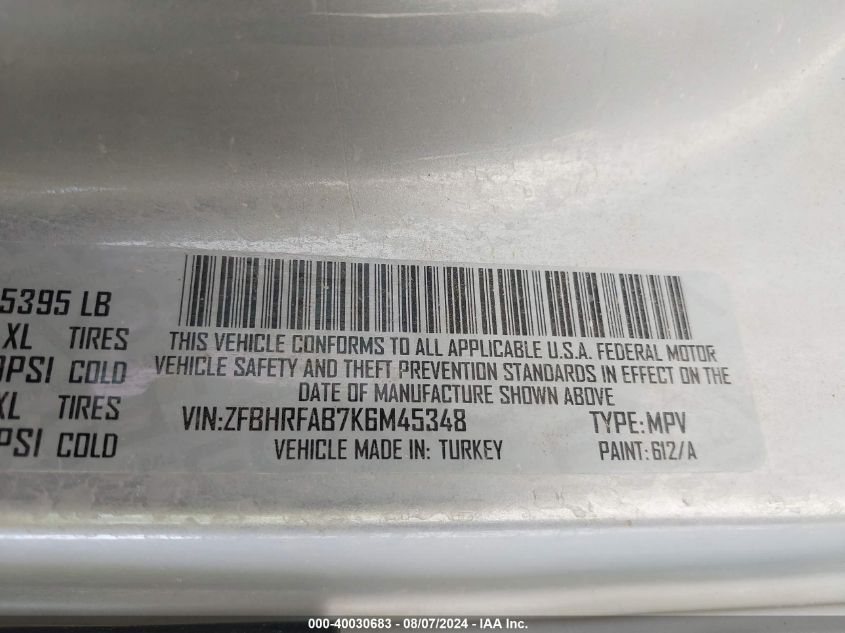 5395 LB
XL TIRES
PSI COLD
XL TIRES
PSI COLD
THIS VEHICLE CONFORMS TO ALL APPLICABLE U.S.A. FEDERAL MOTOR
VEHICLE SAFETY AND THEFT PREVENTION STANDARDS IN EFFECT ON THE
DATE OF MANUFACTURE SHOWN ABOVE
VIN:ZFBHRFAB7K6M45348 TYPE:MPV
VEHICLE MADE IN: TURKEY PAINT: 612/A
000-40030683 - 08/07/2024 - IAA Inc.